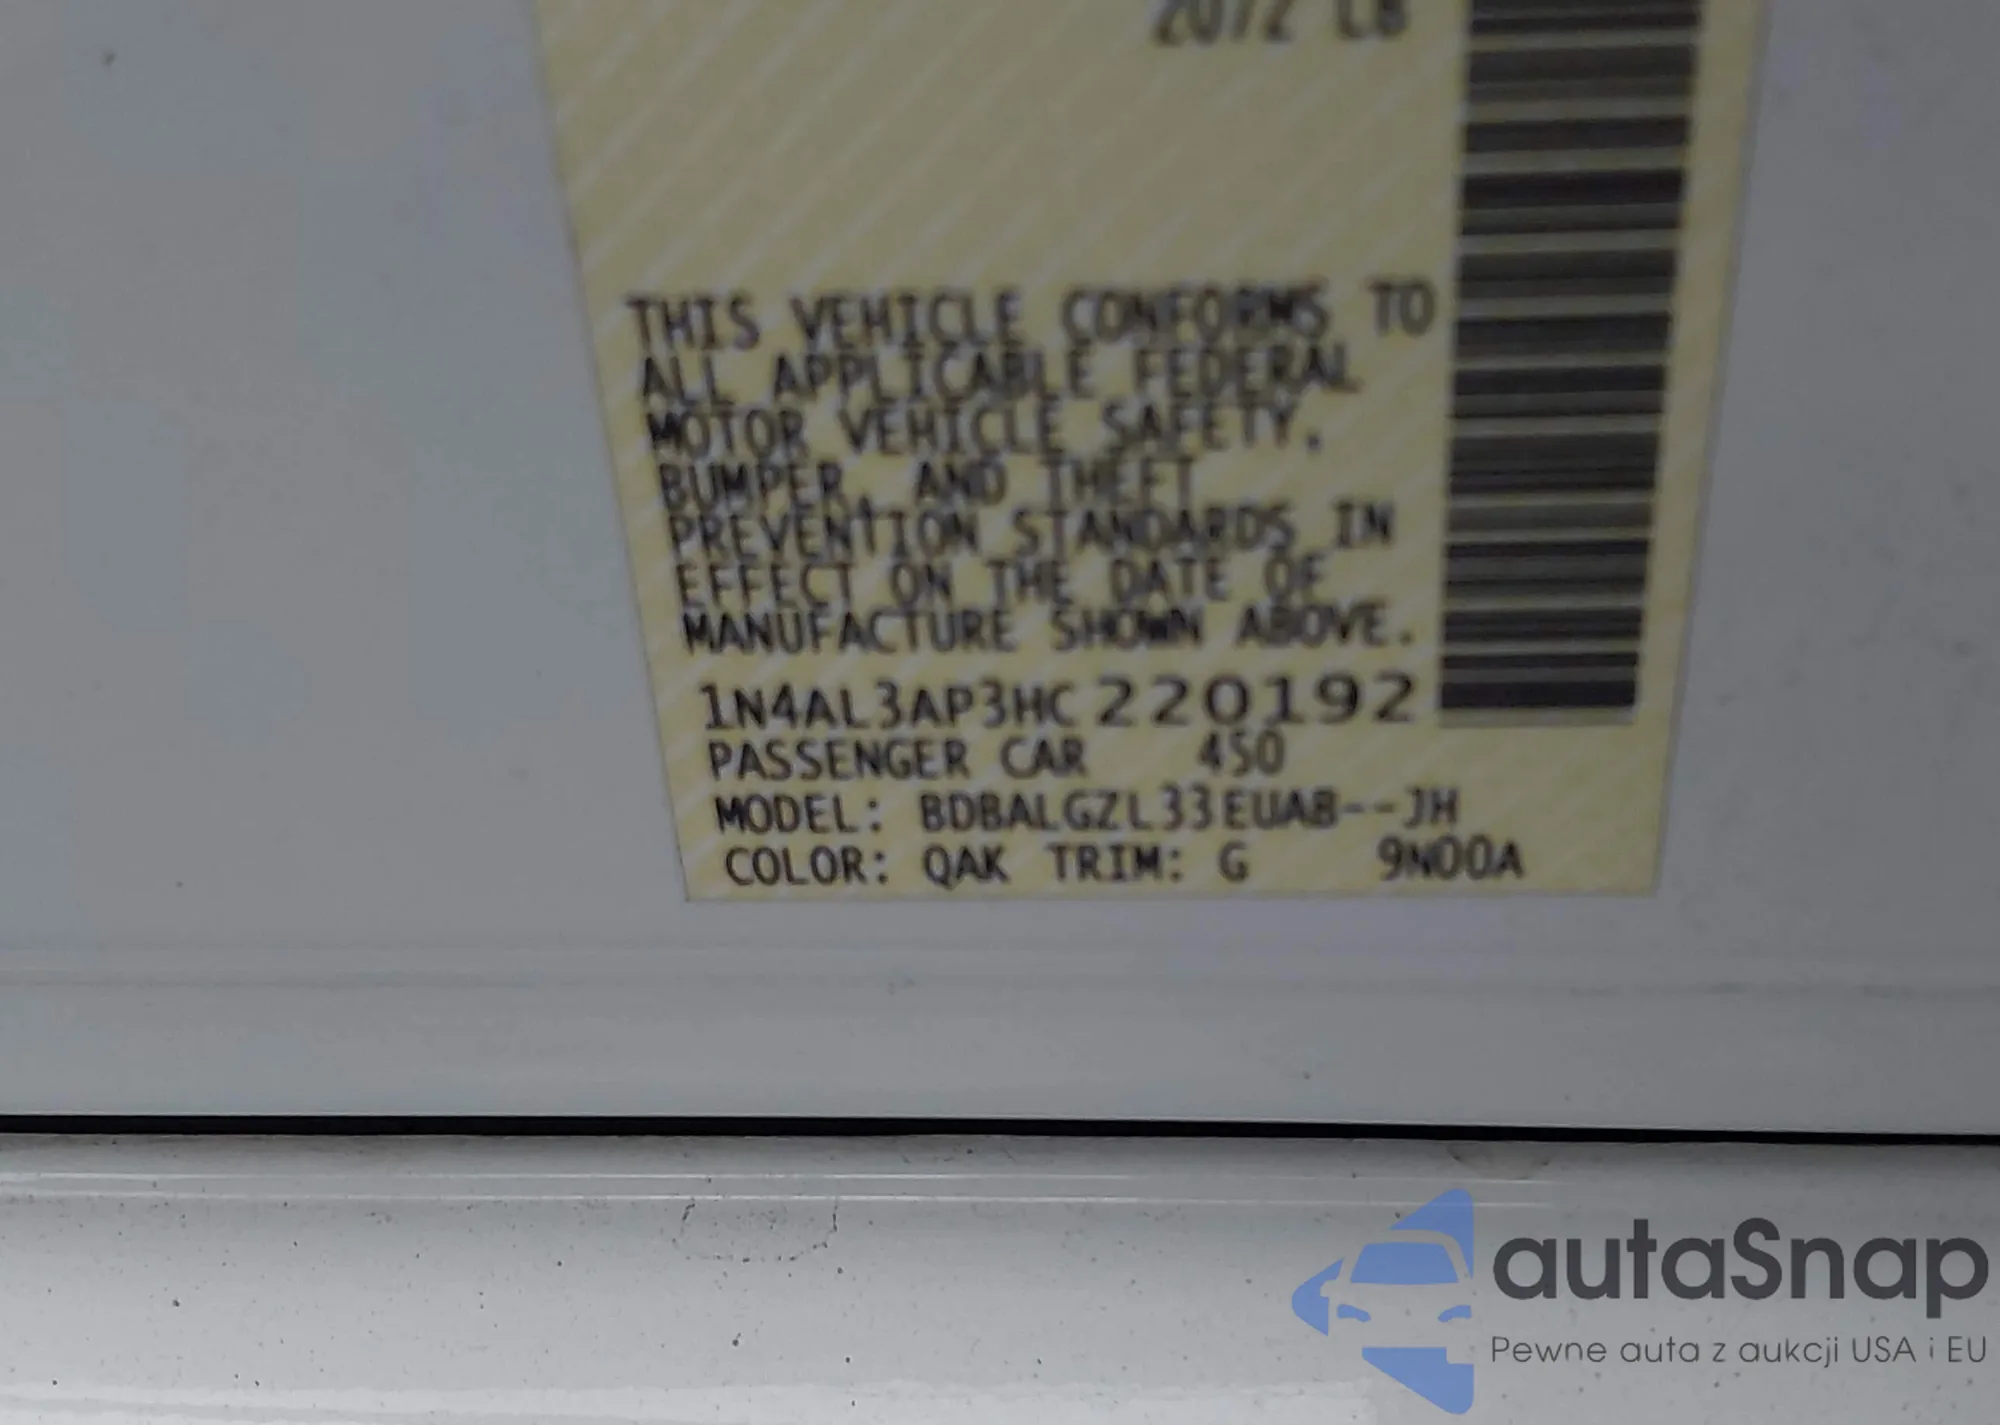 2072 LB
THIS VEHICLE CONFORMS TO
ALL APPLICABLE FEDERAL
MOTOR VEHICLE SAFETY,
BUMPER, AND THEFT
PREVENTION STANDARDS IN
EFFECT ON THE DATE OF
MANUFACTURE SHOWN ABOVE.
1N4AL3AP3HC220192
PASSENGER CAR 450
MODEL: BDBALGZL33EUAB--JH
COLOR: QAK TRIM: G 9N00A
autaSnap
Pewne auta z aukcji USA i EU